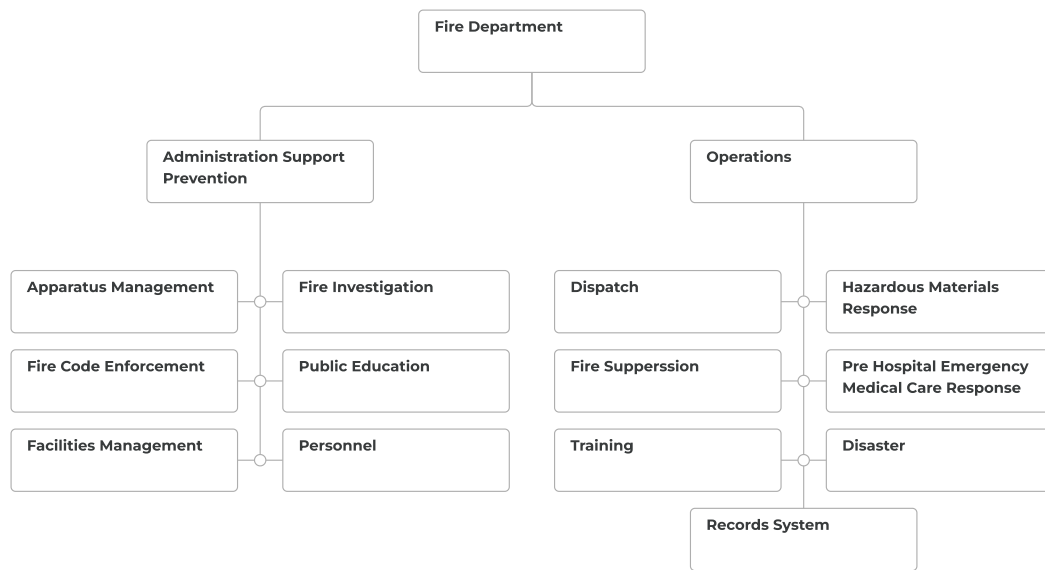 Fire Department
Administration Support
Prevention
Operations
Apparatus Management
Fire Investigation
Dispatch
Hazardous Materials
Response
Fire Code Enforcement
Public Education
Fire Supperssion
Pre Hospital Emergency
Medical Care Response
Facilities Management
Personnel
Training
Disaster
Records System